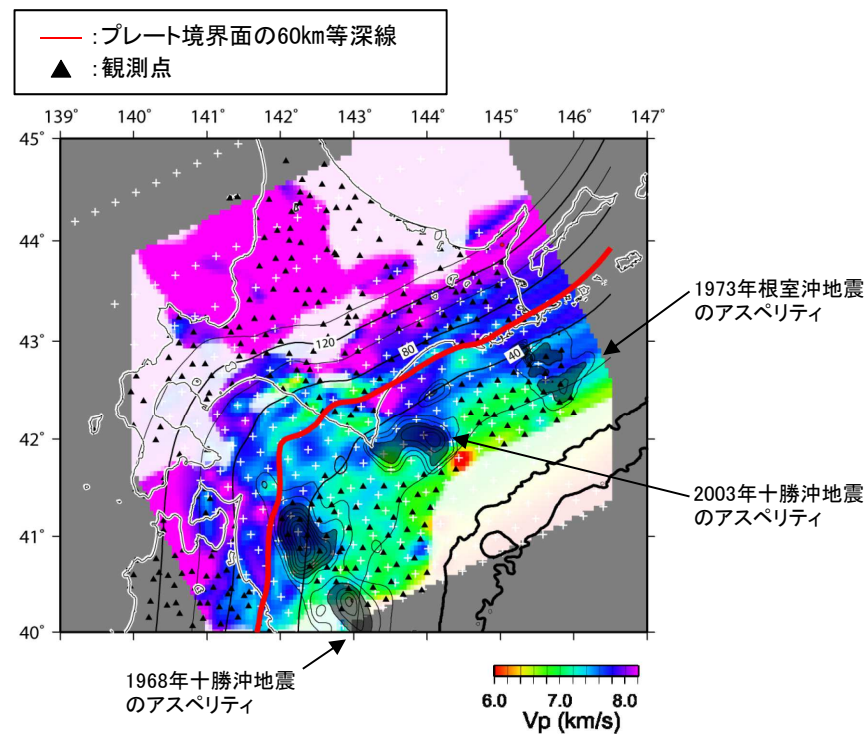 :プレート境界面の60km等深線
:観測点
139° 140° 141° 142° 143° 144° 145° 146° 147°
45°
44°
43°
42°
41°
40°
120
80
40
1973年根室沖地震
のアスペリティ
2003年十勝沖地震
のアスペリティ
1968年十勝沖地震
のアスペリティ
6.0 7.0 8.0
Vp (km/s)